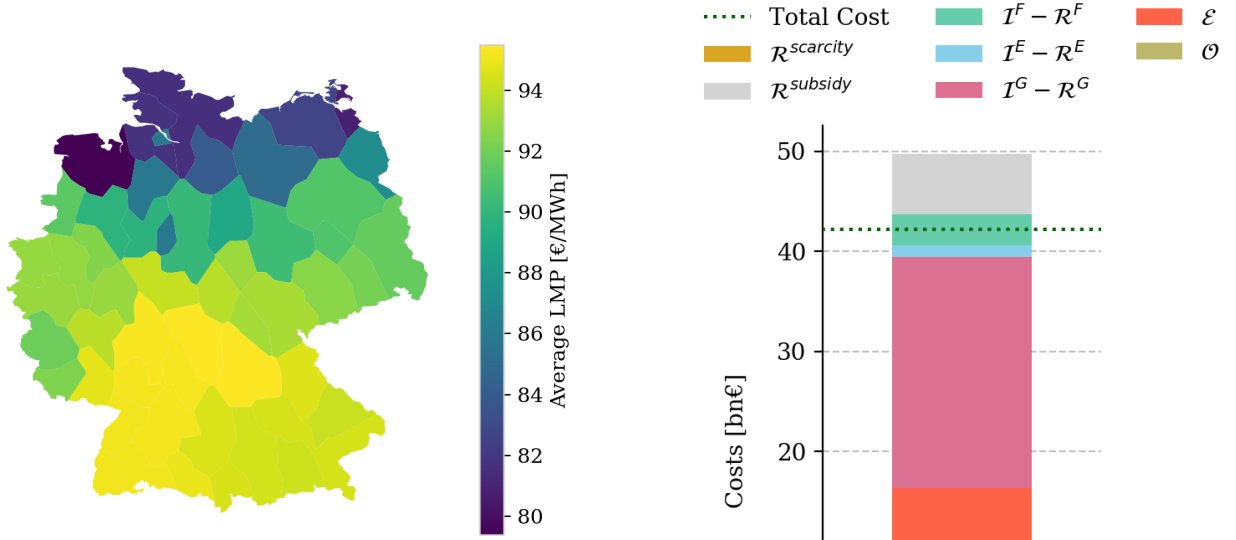 94
92
90
88
86
84
82
80
Average LMP [€/MWh]
Total Cost
ℛ^scarcity
ℛ^subsidy
ℐ^F − ℛ^F
ℐ^E − ℛ^E
ℐ^G − ℛ^G
ℰ
𝒪
50
40
30
20
Costs [bn€]